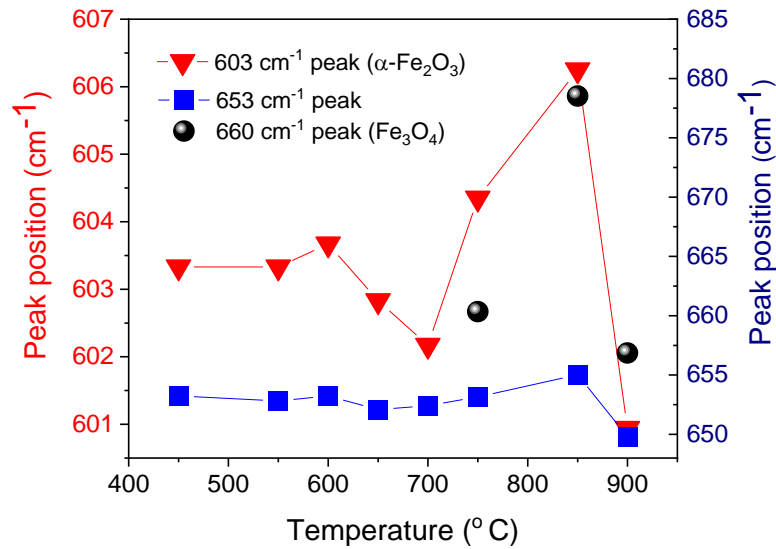 603 cm⁻¹ peak (α-Fe₂O₃)
653 cm⁻¹ peak
660 cm⁻¹ peak (Fe₃O₄)
Peak position (cm⁻¹)
607
606
605
604
603
602
601
685
680
675
670
665
660
655
650
Peak position (cm⁻¹)
400 500 600 700 800 900
Temperature (° C)